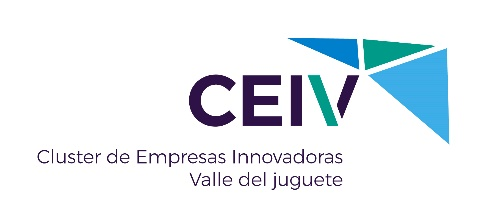 CEIV
Cluster de Empresas Innovadoras
Valle del juguete